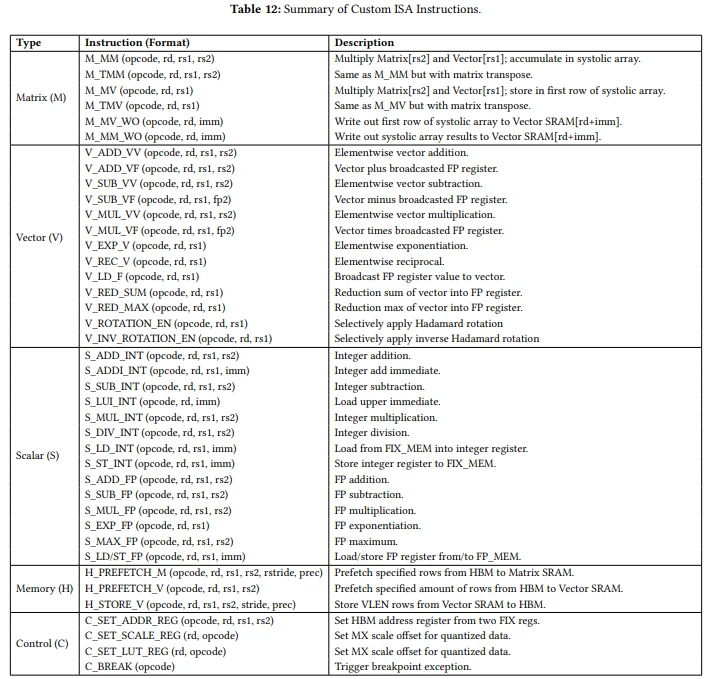 Table 12: Summary of Custom ISA Instructions.
Type Instruction (Format) Description
Matrix (M)
M_MM (opcode, rd, rs1, rs2) Multiply Matrix[rs2] and Vector[rs1]; accumulate in systolic array.
M_TMM (opcode, rd, rs1, rs2) Same as M_MM but with matrix transpose.
M_MV (opcode, rd, rs1) Multiply Matrix[rs2] and Vector[rs1]; store in first row of systolic array.
M_TMV (opcode, rd, rs1) Same as M_MV but with matrix transpose.
M_MV_WO (opcode, rd, imm) Write out first row of systolic array to Vector SRAM[rd+imm].
M_MM_WO (opcode, rd, imm) Write out systolic array results to Vector SRAM[rd+imm].
Vector (V)
V_ADD_VV (opcode, rd, rs1, rs2) Elementwise vector addition.
V_ADD_VF (opcode, rd, rs1, rs2) Vector plus broadcasted FP register.
V_SUB_VV (opcode, rd, rs1, rs2) Elementwise vector subtraction.
V_SUB_VF (opcode, rd, rs1, fp2) Vector minus broadcasted FP register.
V_MUL_VV (opcode, rd, rs1, rs2) Elementwise vector multiplication.
V_MUL_VF (opcode, rd, rs1, fp2) Vector times broadcasted FP register.
V_EXP_V (opcode, rd, rs1) Elementwise exponentiation.
V_REC_V (opcode, rd, rs1) Elementwise reciprocal.
V_LD_F (opcode, rd, rs1) Broadcast FP register value to vector.
V_RED_SUM (opcode, rd, rs1) Reduction sum of vector into FP register.
V_RED_MAX (opcode, rd, rs1) Reduction max of vector into FP register.
V_ROTATION_EN (opcode, rd, rs1) Selectively apply Hadamard rotation
V_INV_ROTATION_EN (opcode, rd, rs1) Selectively apply inverse Hadamard rotation
Scalar (S)
S_ADD_INT (opcode, rd, rs1, rs2) Integer addition.
S_ADDI_INT (opcode, rd, rs1, imm) Integer add immediate.
S_SUB_INT (opcode, rd, rs1, rs2) Integer subtraction.
S_LUI_INT (opcode, rd, imm) Load upper immediate.
S_MUL_INT (opcode, rd, rs1, rs2) Integer multiplication.
S_DIV_INT (opcode, rd, rs1, rs2) Integer division.
S_LD_INT (opcode, rd, rs1, imm) Load from FIX_MEM into integer register.
S_ST_INT (opcode, rd, rs1, imm) Store integer register to FIX_MEM.
S_ADD_FP (opcode, rd, rs1, rs2) FP addition.
S_SUB_FP (opcode, rd, rs1, rs2) FP subtraction.
S_MUL_FP (opcode, rd, rs1, rs2) FP multiplication.
S_EXP_FP (opcode, rd, rs1) FP exponentiation.
S_MAX_FP (opcode, rd, rs1, rs2) FP maximum.
S_LD/ST_FP (opcode, rd, rs1, imm) Load/store FP register from/to FP_MEM.
Memory (H)
H_PREFETCH_M (opcode, rd, rs1, rs2, rstride, prec) Prefetch specified rows from HBM to Matrix SRAM.
H_PREFETCH_V (opcode, rd, rs1, rs2) Prefetch specified amount of rows from HBM to Vector SRAM.
H_STORE_V (opcode, rd, rs1, rs2, stride, prec) Store VLEN rows from Vector SRAM to HBM.
Control (C)
C_SET_ADDR_REG (opcode, rd, rs1, rs2) Set HBM address register from two FIX regs.
C_SET_SCALE_REG (rd, opcode) Set MX scale offset for quantized data.
C_SET_LUT_REG (rd, opcode) Set MX scale offset for quantized data.
C_BREAK (opcode) Trigger breakpoint exception.